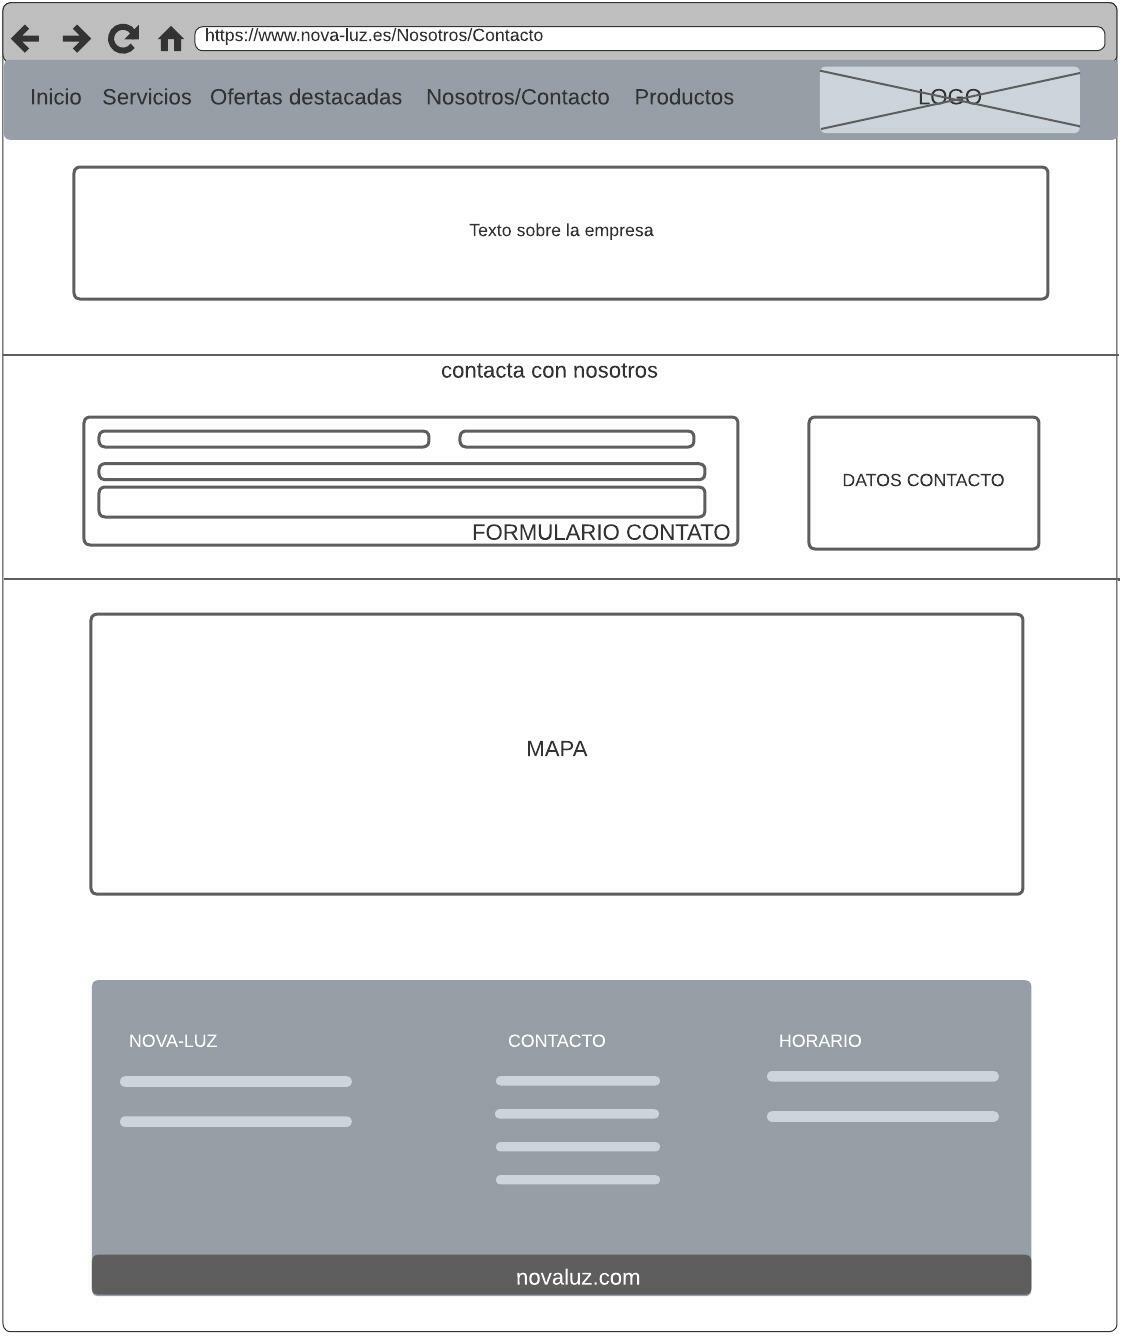 https://www.nova-luz.es/Nosotros/Contacto
Inicio Servicios Ofertas destacadas Nosotros/Contacto Productos LOGO
Texto sobre la empresa
contacta con nosotros
FORMULARIO CONTATO
DATOS CONTACTO
MAPA
NOVA-LUZ CONTACTO HORARIO
novaluz.com